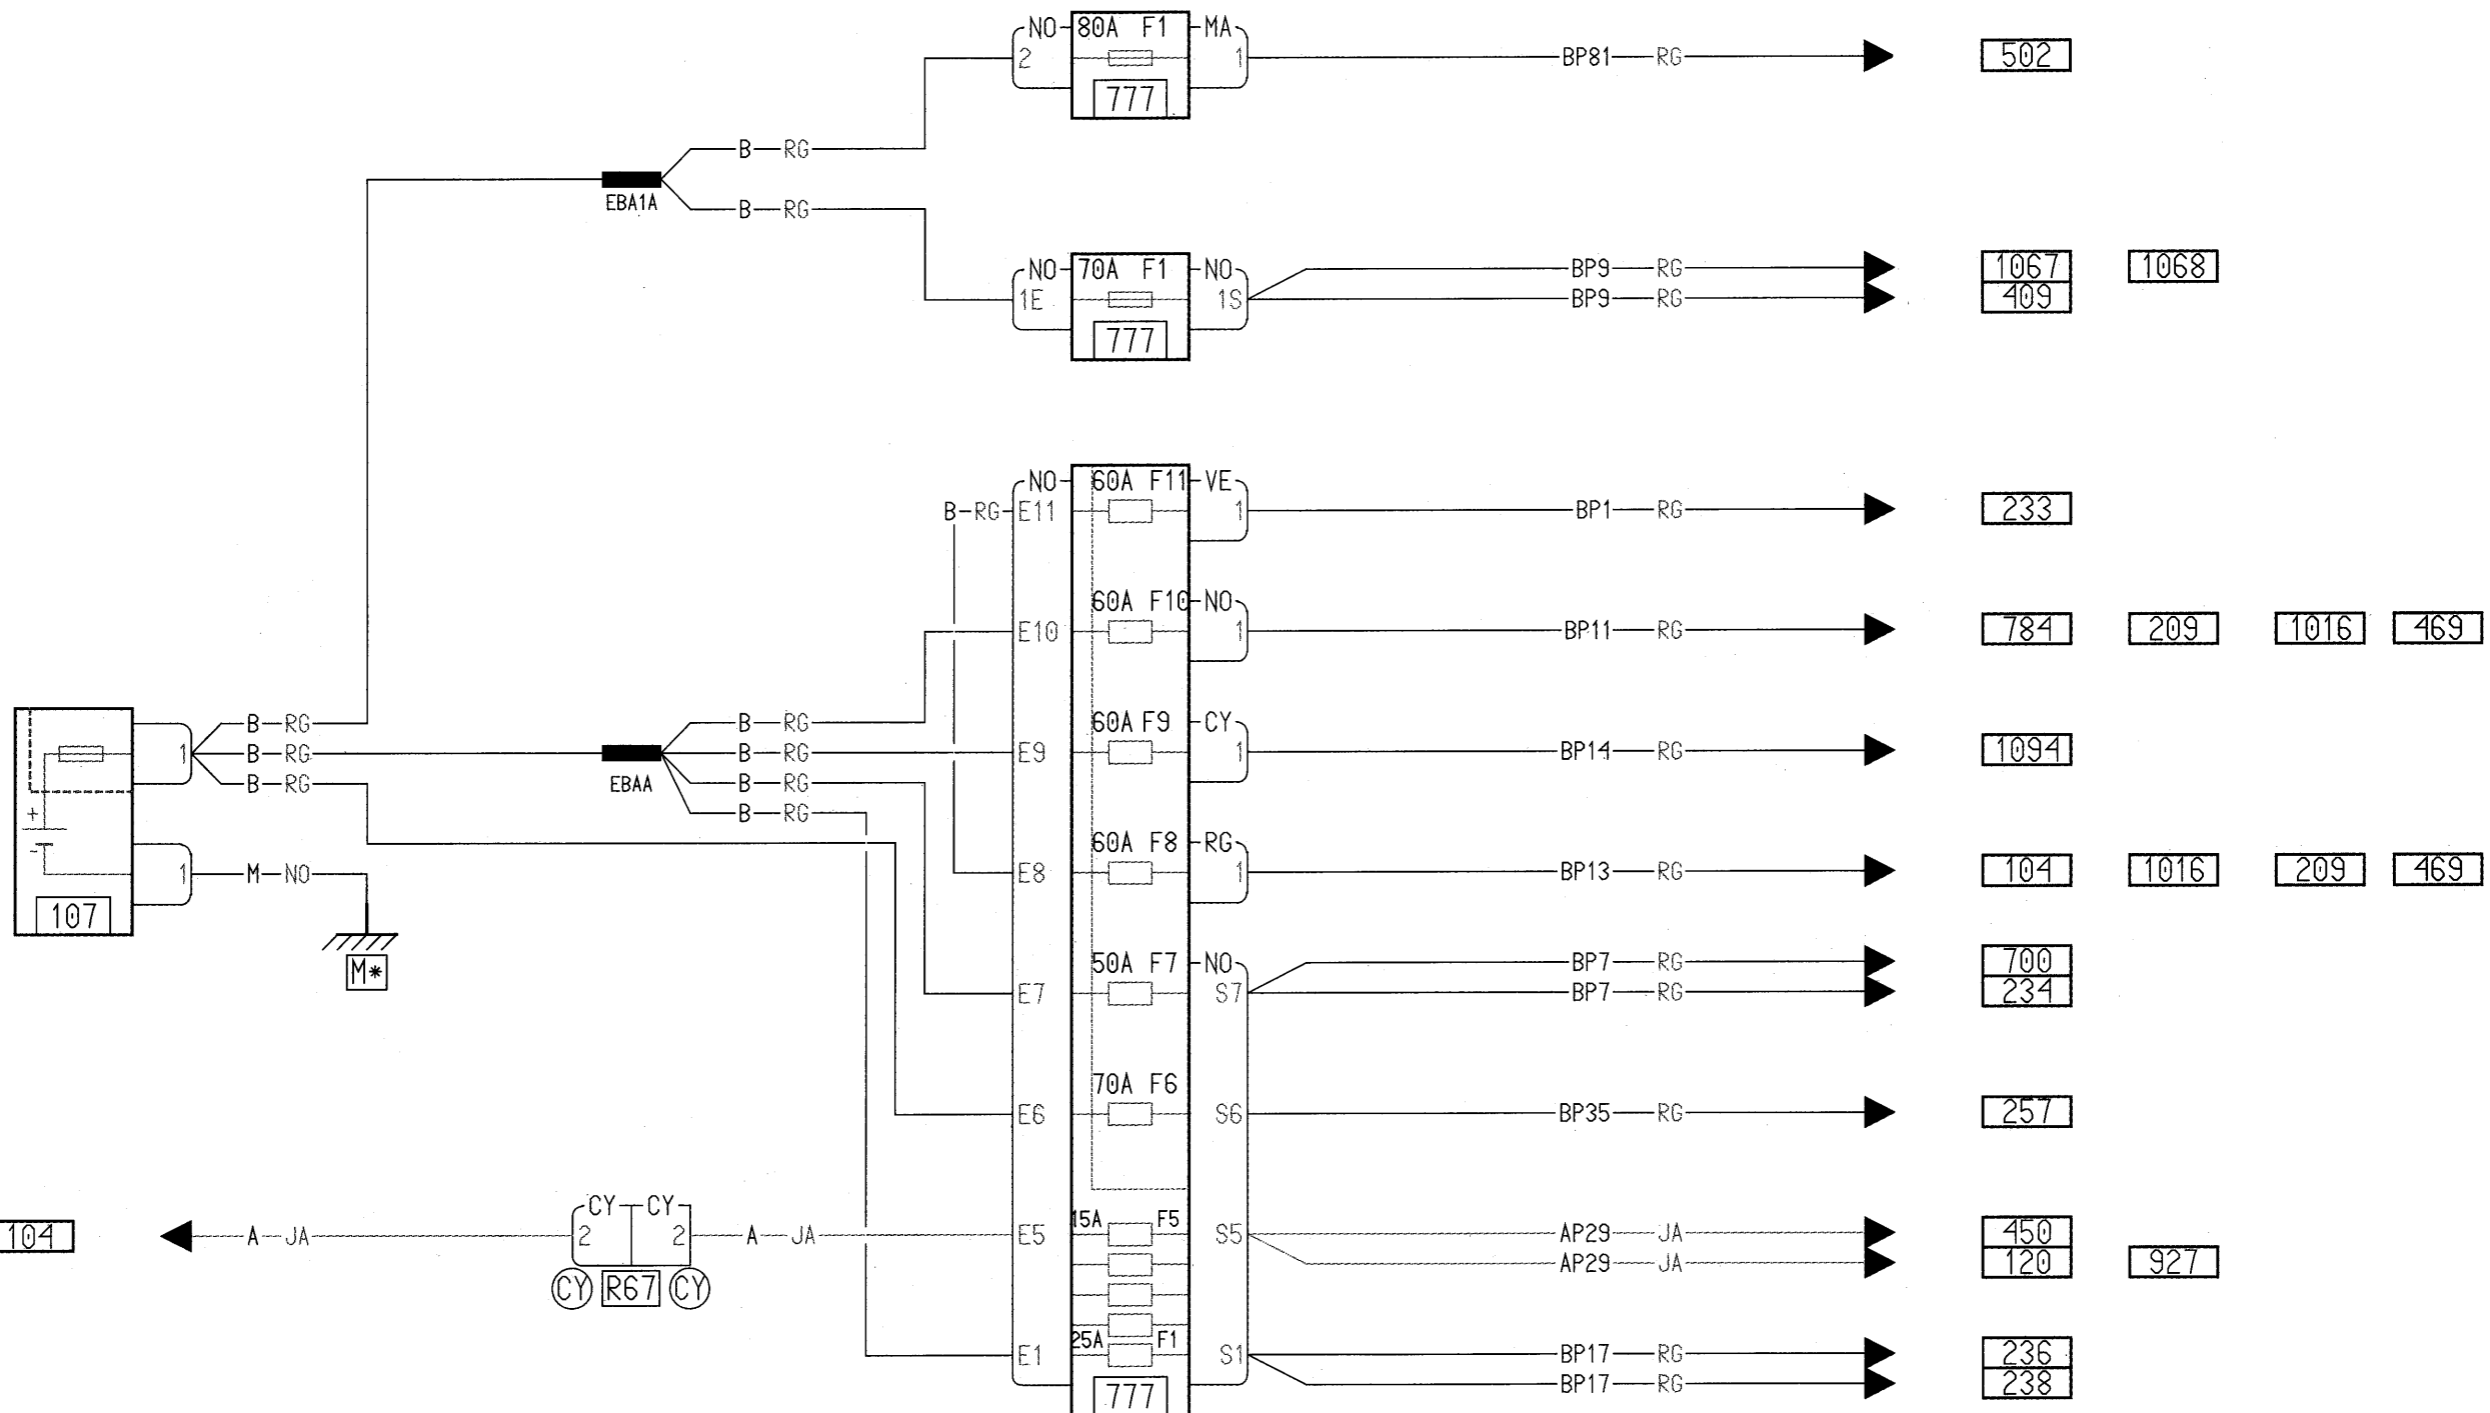 NO 80A F1 MA
2 1 BP81 RG 502
777
B RG
EBA1A
B RG
NO 70A F1 NO BP9 RG 1067 1068
1E 1S BP9 RG 409
777
NO 60A F11 VE
B RG E11 1 BP1 RG 233
60A F10 NO
E10 1 BP11 RG 784 209 1016 469
B RG B RG 60A F9 CY
1 B RG B RG E9 1 BP14 RG 1094
B RG EBAA B RG
B RG
+ 60A F8 RG
-
1 M NO E8 1 BP13 RG 104 1016 209 469
107
M*
50A F7 NO BP7 RG 700
E7 S7 BP7 RG 234
70A F6
E6 S6 BP35 RG 257
CY CY 15A F5
104 A JA 2 2 A JA E5 S5 AP29 JA 450
AP29 JA 120 927
CY R67 CY
25A F1
E1 S1 BP17 RG 236
BP17 RG 238
777